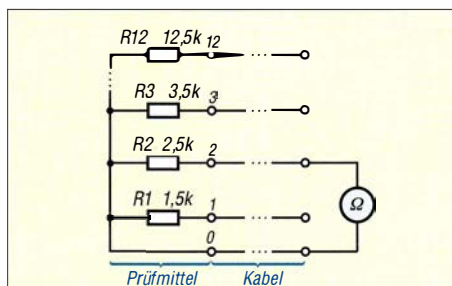 R12 12,5k 12
R3 3,5k 3
R2 2,5k 2
R1 1,5k 1
Ω
0
Prüfmittel Kabel